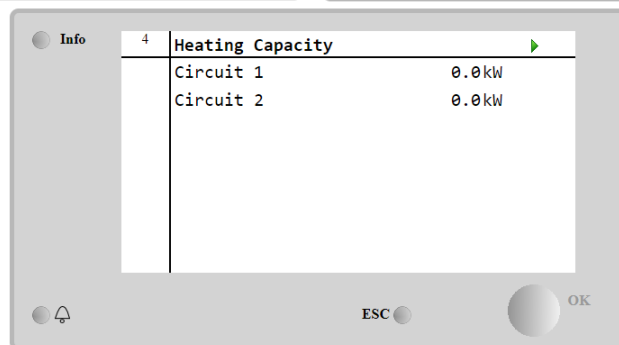 Info
4 Heating Capacity
Circuit 1 0.0kW
Circuit 2 0.0kW
ESC
OK